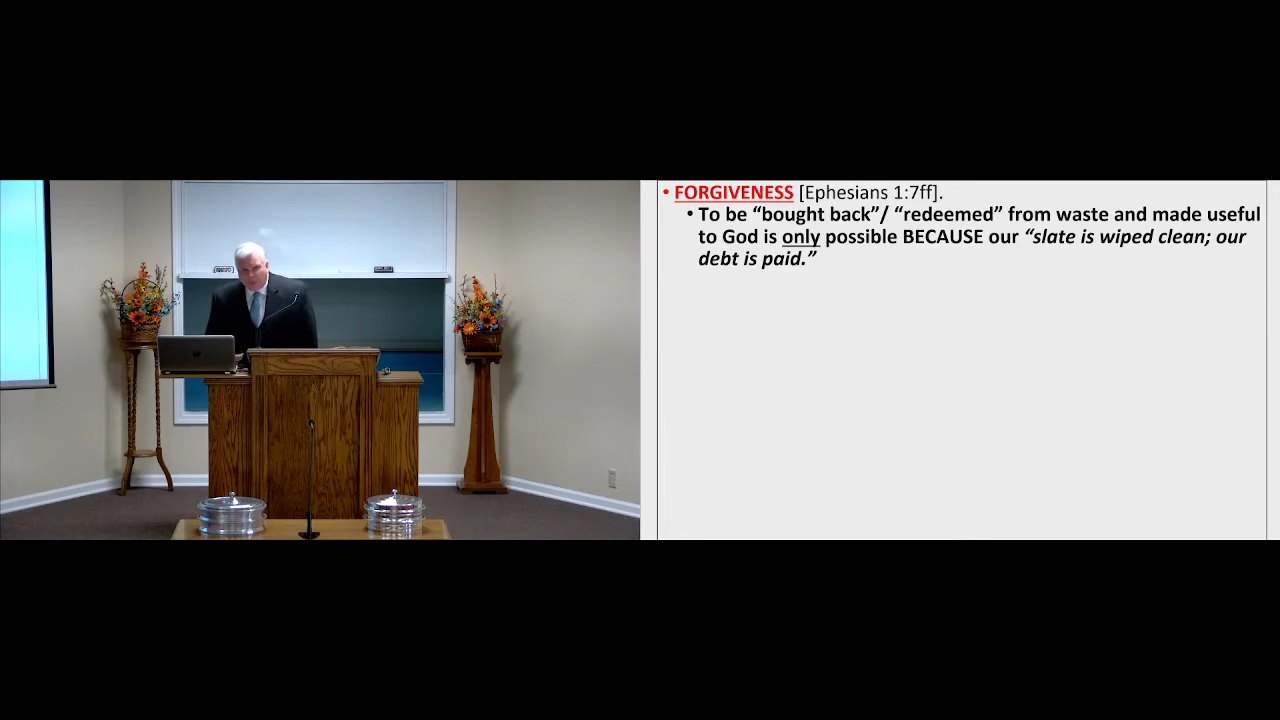 • FORGIVENESS [Ephesians 1:7ff].
• To be “bought back”/ “redeemed” from waste and made useful
to God is only possible BECAUSE our “slate is wiped clean; our
debt is paid.”